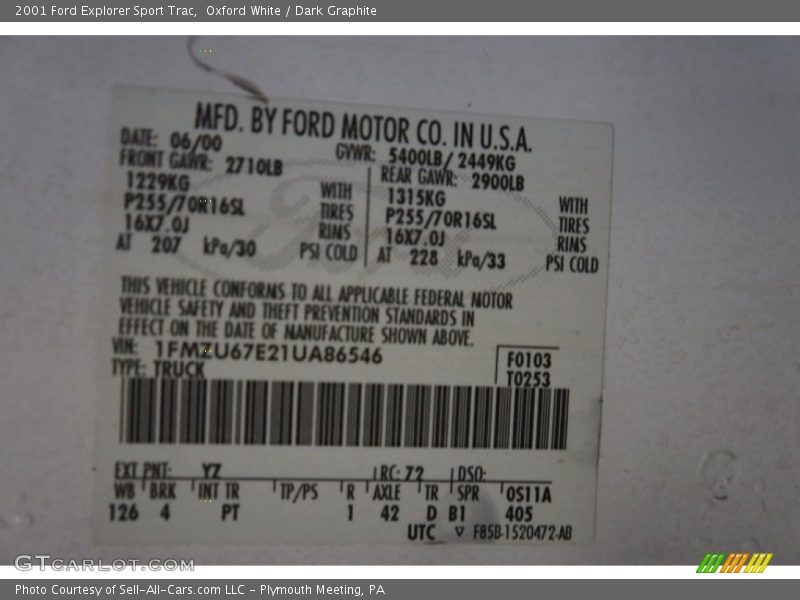 2001 Ford Explorer Sport Trac,  Oxford White / Dark Graphite
MFD. BY FORD MOTOR CO. IN U.S.A.
DATE: 06/00 GVWR: 5400LB/ 2449KG
FRONT GAWR: 2710LB REAR GAWR: 2900LB
1229KG WITH 1315KG WITH
P255/70R16SL TIRES P255/70R16SL TIRES
16X7.0J RIMS 16X7.0J RIMS
AT 207 kPa/30 PSI COLD AT 228 kPa/33 PSI COLD
THIS VEHICLE CONFORMS TO ALL APPLICABLE FEDERAL MOTOR
VEHICLE SAFETY AND THEFT PREVENTION STANDARDS IN
EFFECT ON THE DATE OF MANUFACTURE SHOWN ABOVE.
VIN: 1FMZU67E21UA86546 F0103
TYPE: TRUCK T0253
EXT PNT: YZ RC: 72 DSO:
WB BRK INT TR TP/PS R AXLE TR SPR OS11A
126 4 PT 1 42 D B1 405
UTC ▽ F85B-1520472-AB
GTCarLot.com
Photo Courtesy of Sell-All-Cars.com LLC - Plymouth Meeting, PA